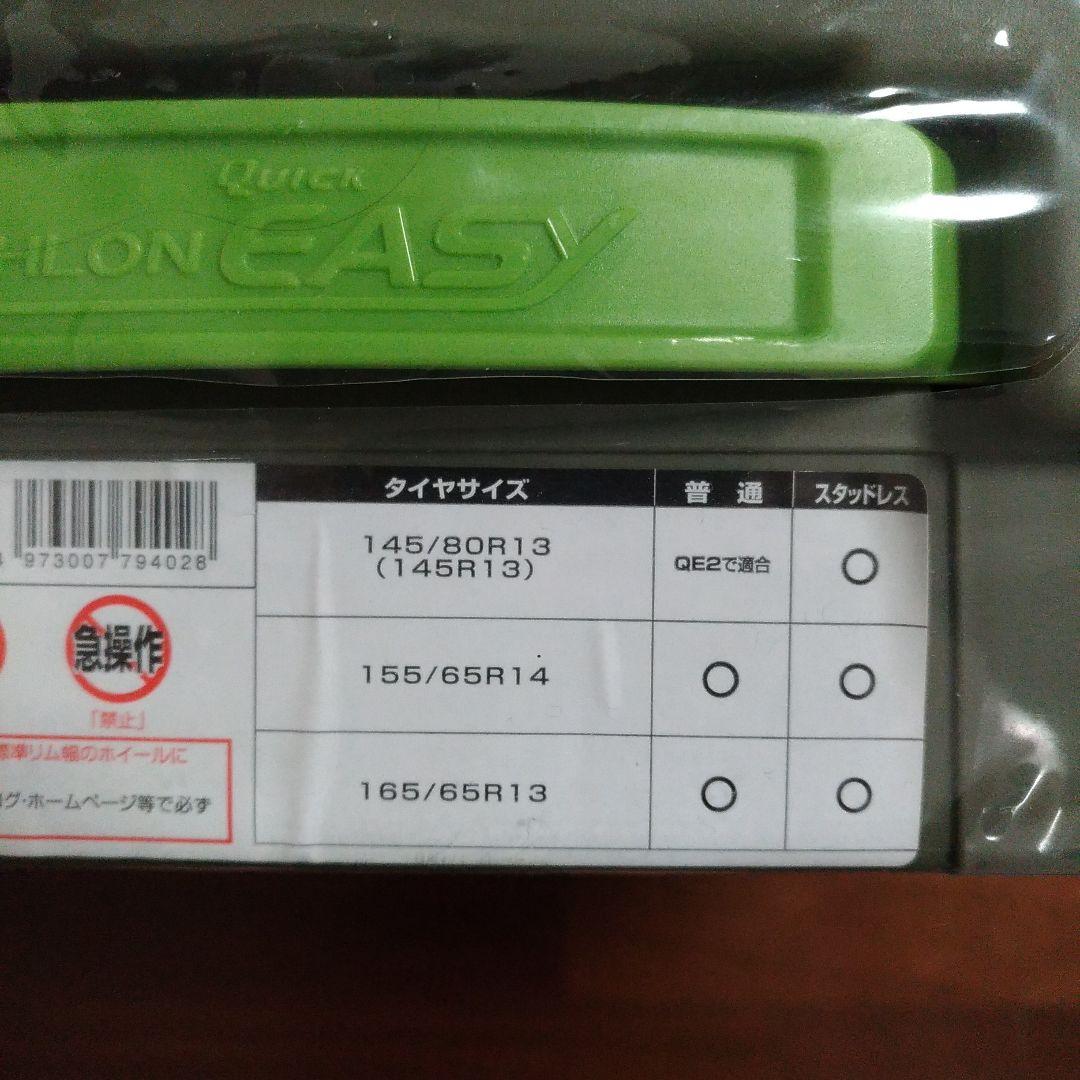 QUICK
HLON EASY
タイヤサイズ 普通 スタッドレス
145/80R13
(145R13) QE2で適合 ○
155/65R14 ○ ○
165/65R13 ○ ○
973007 794028
急操作
「禁止」
標準リム幅のホイールに
ログ・ホームページ等で必ず